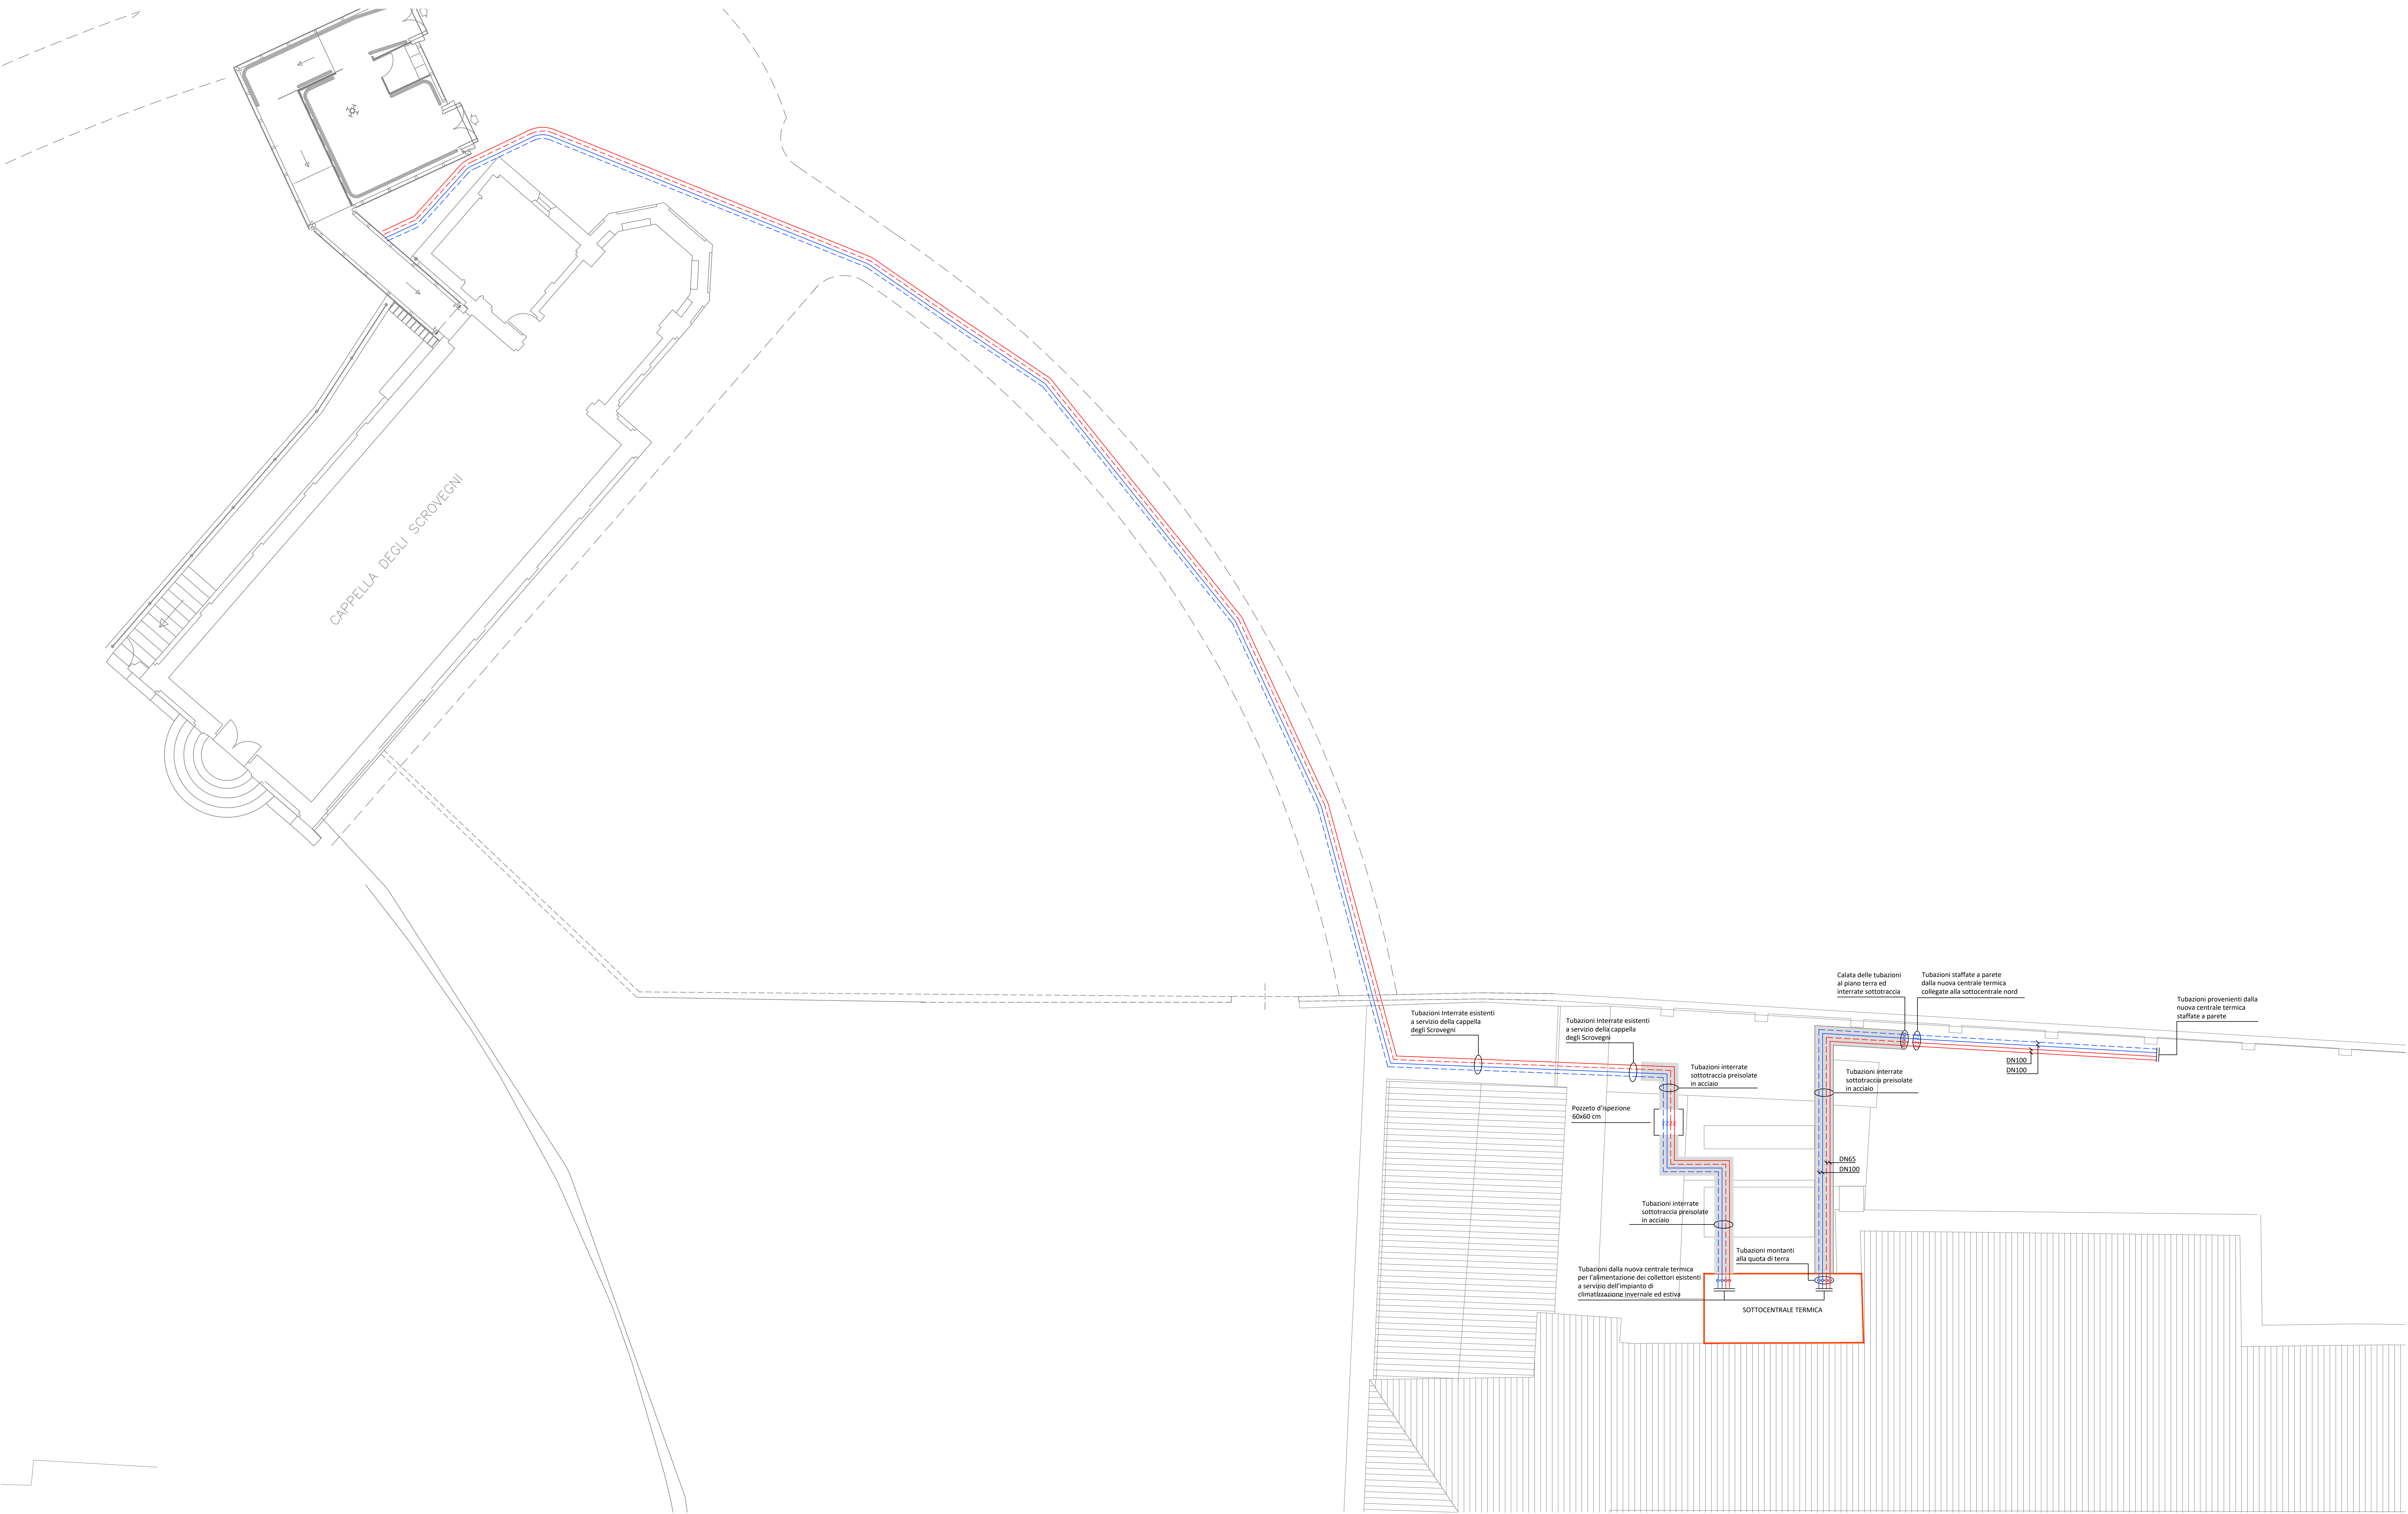 CAPPELLA DEGLI SCROVEGNI
Calata delle tubazioni
al piano terra ed
interrate sottotraccia
Tubazioni staffate a parete
dalla nuova centrale termica
collegate alla sottocentrale nord
Tubazioni provenienti dalla
nuova centrale termica
staffate a parete
Tubazioni Interrate esistenti
a servizio della cappella
degli Scrovegni
Tubazioni Interrate esistenti
a servizio della cappella
degli Scrovegni
DN100
DN100
Tubazioni interrate
sottotraccia preisolate
in acciaio
Tubazioni interrate
sottotraccia preisolate
in acciaio
Pozzeto d'ispezione
60x60 cm
DN65
DN100
Tubazioni interrate
sottotraccia preisolate
in acciaio
Tubazioni montanti
alla quota di terra
Tubazioni dalla nuova centrale termica
per l'alimentazione dei collettori esistenti
a servizio dell'impianto di
climatizzazione invernale ed estiva
SOTTOCENTRALE TERMICA